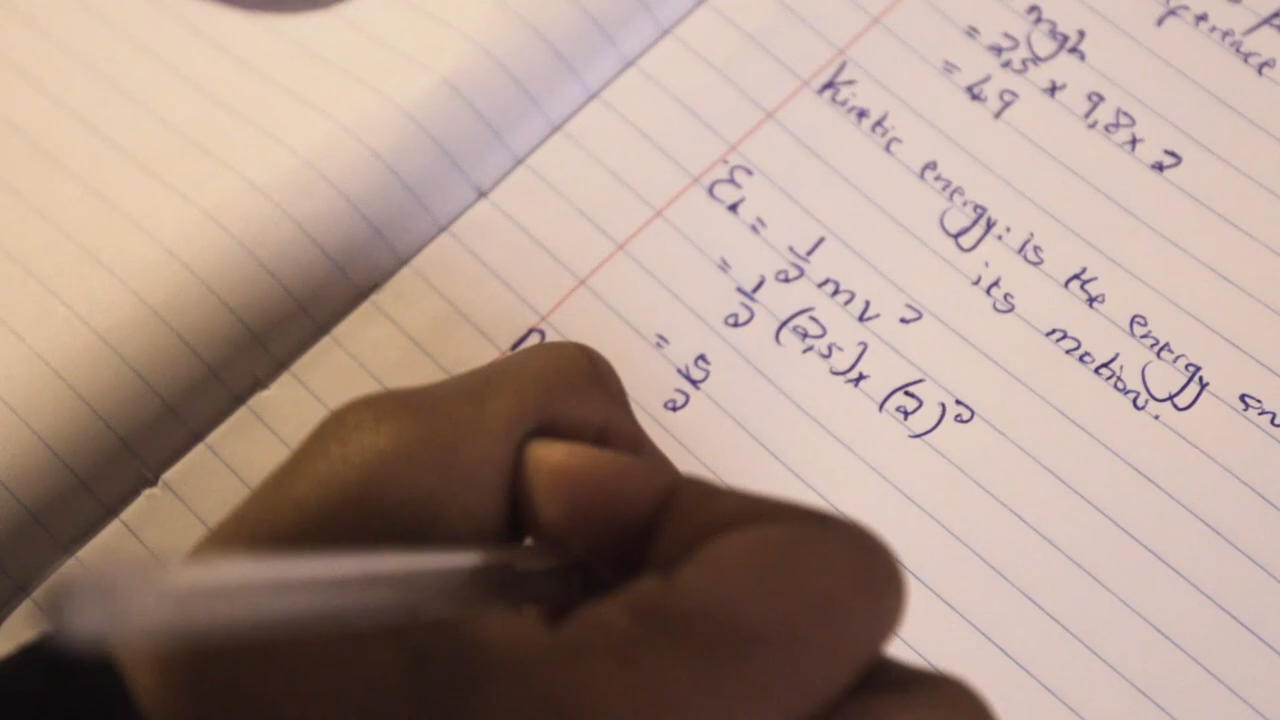 mgh
= 2,5 x 9,8 x 2
= 49
Kinetic energy: is the energy an
its motion.
Ek = 1/2 mv²
= 1/2 (2,5) x (2)²
= 5/2